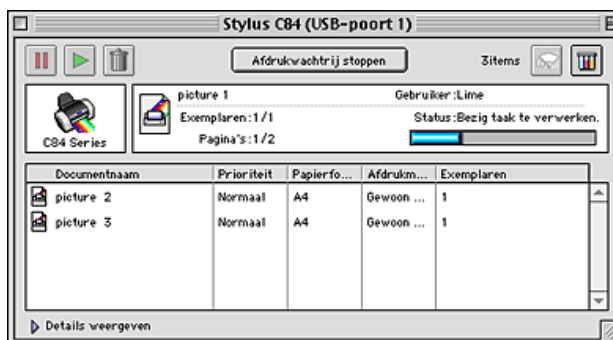 Stylus C84 (USB-poort 1)
Afdrukwachtrij stoppen
3items
picture 1
Gebruiker :Lime
Exemplaren:1/1
Status :Bezig taak te verwerken.
Pagina's:1/2
C84 Series
Documentnaam Prioriteit Papierfo... Afdrukm... Exemplaren
picture 2 Normaal A4 Gewoon ... 1
picture 3 Normaal A4 Gewoon ... 1
Details weergeven